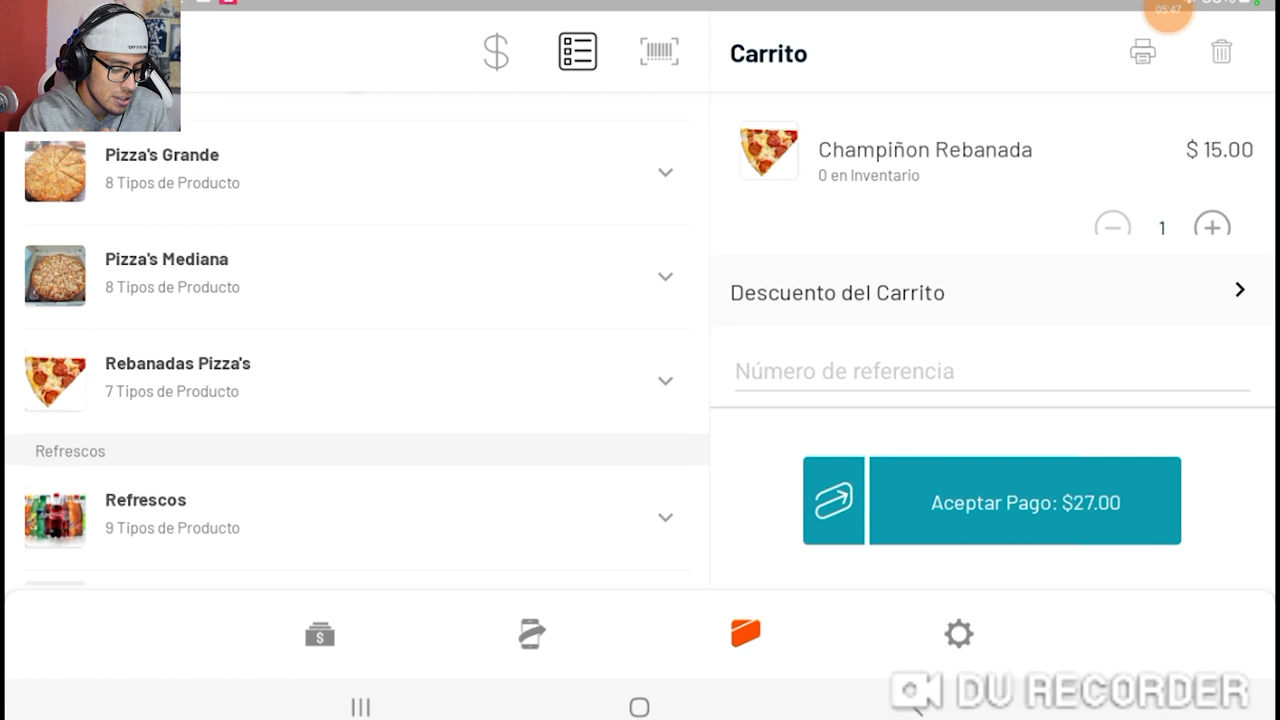 05:47
Carrito
Pizza's Grande
8 Tipos de Producto
Pizza's Mediana
8 Tipos de Producto
Rebanadas Pizza's
7 Tipos de Producto
Refrescos
Refrescos
9 Tipos de Producto
Champiñon Rebanada
$ 15.00
0 en Inventario
1
Descuento del Carrito
Número de referencia
Aceptar Pago: $27.00
DU RECORDER